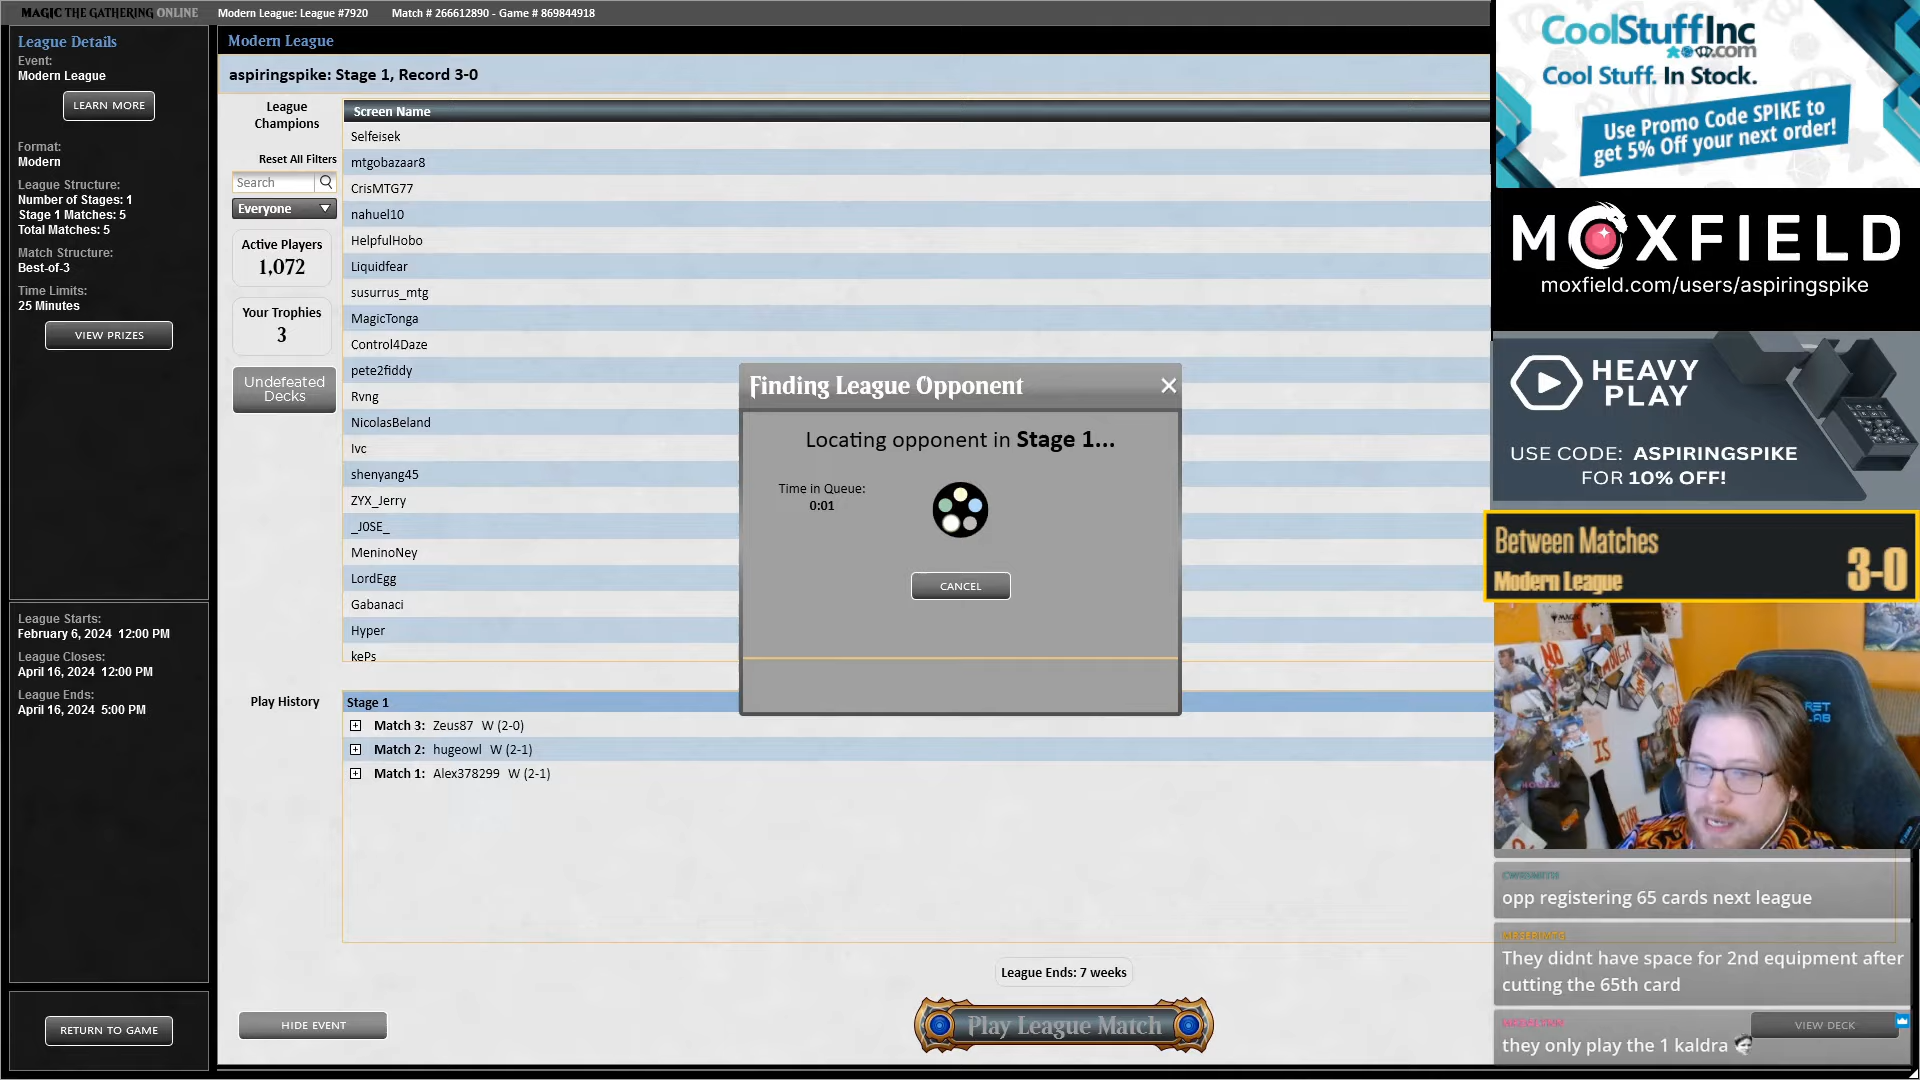 MAGIC THE GATHERING ONLINE
Modern League: League #7920
Match # 266612890 - Game # 869844918
League Details
Event:
Modern League
LEARN MORE
Format:
Modern
League Structure:
Number of Stages: 1
Stage 1 Matches: 5
Total Matches: 5
Match Structure:
Best-of-3
Time Limits:
25 Minutes
VIEW PRIZES
League Starts:
February 6, 2024 12:00 PM
League Closes:
April 16, 2024 12:00 PM
League Ends:
April 16, 2024 5:00 PM
RETURN TO GAME
Modern League
aspiringspike: Stage 1, Record 3-0
League
Champions
Reset All Filters
Search
Everyone
Active Players
1,072
Your Trophies
3
Undefeated
Decks
Screen Name
Selfeisek
mtgobazaar8
CrisMTG77
nahuel10
HelpfulHobo
Liquidfear
susurrus_mtg
MagicTonga
Control4Daze
pete2fiddy
Rvng
NicolasBeland
lvc
shenyang45
ZYX_Jerry
_J0SE_
MeninoNey
LordEgg
Gabanaci
Hyper
kePs
Finding League Opponent
Locating opponent in Stage 1...
Time in Queue:
0:01
CANCEL
Play History
Stage 1
Match 3: Zeus87 W (2-0)
Match 2: hugeowl W (2-1)
Match 1: Alex378299 W (2-1)
League Ends: 7 weeks
HIDE EVENT
Play League Match
VIEW DECK
CoolStuffInc
.com
Cool Stuff. In Stock.
Use Promo Code SPIKE to
get 5% Off your next order!
MOXFIELD
moxfield.com/users/aspiringspike
HEAVY
PLAY
USE CODE: ASPIRINGSPIKE
FOR 10% OFF!
Between Matches
Modern League
3-0
NO
IS
opp registering 65 cards next league
They didnt have space for 2nd equipment after
cutting the 65th card
they only play the 1 kaldra